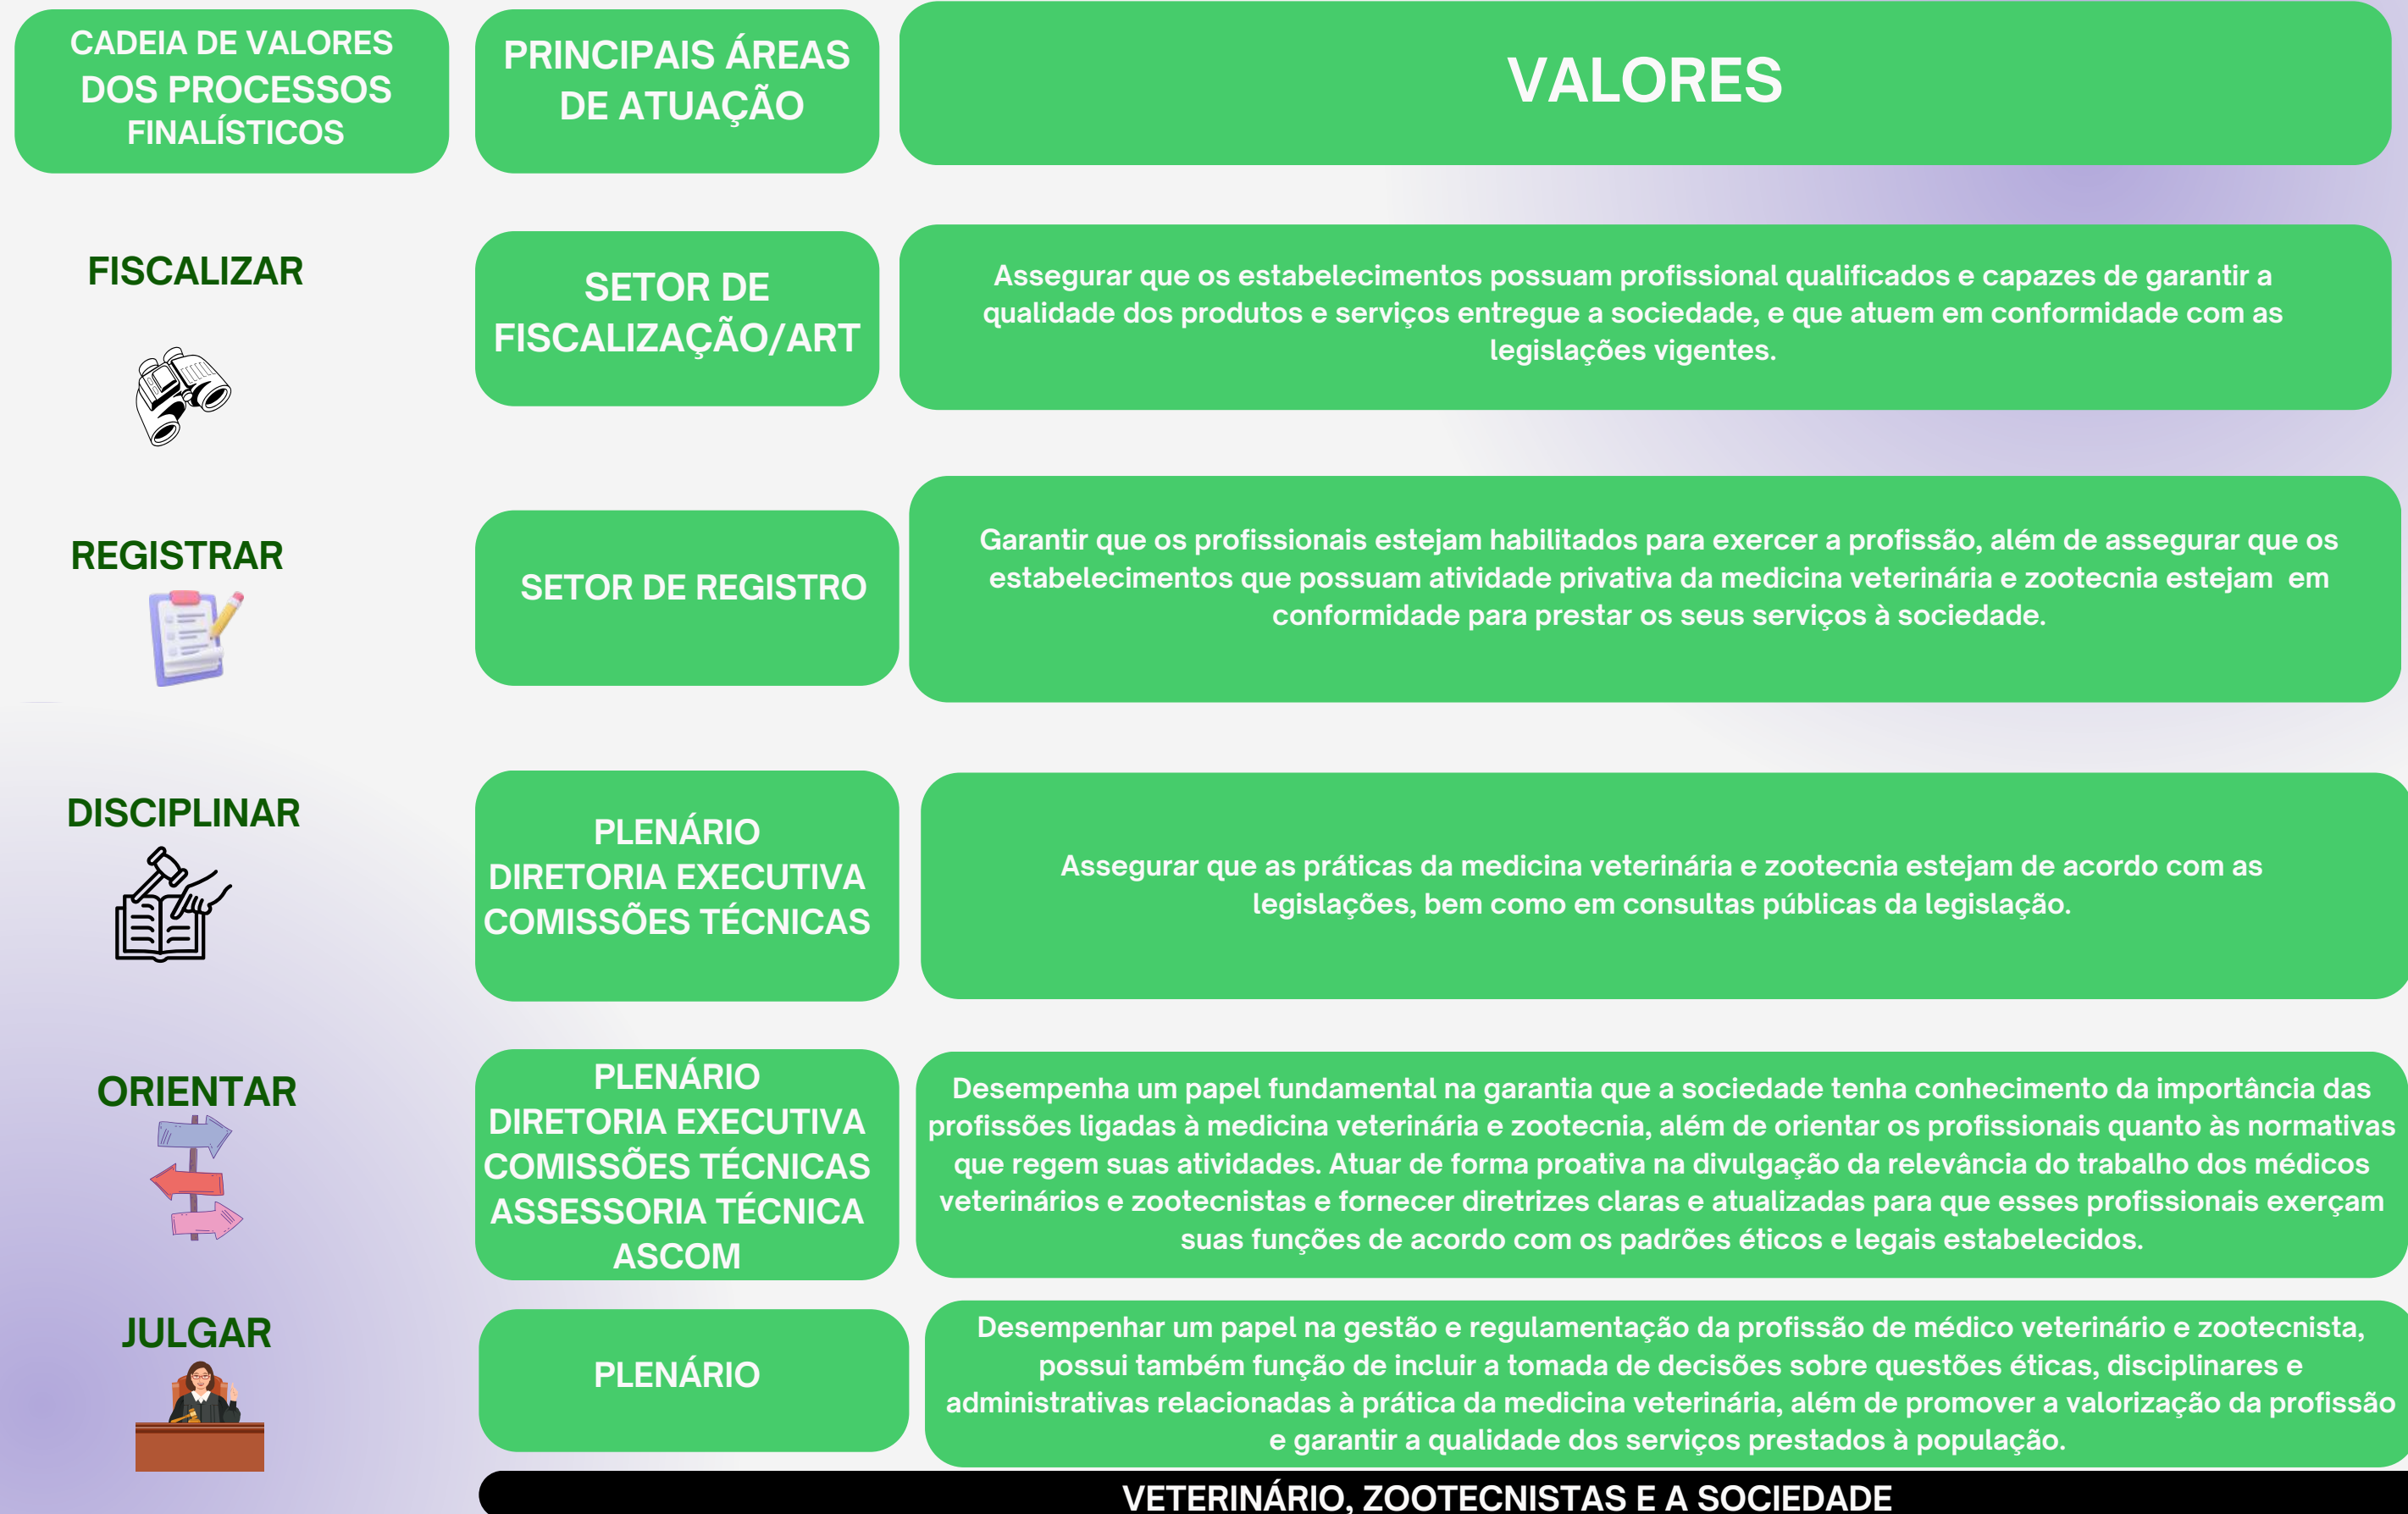 CADEIA DE VALORES
DOS PROCESSOS
FINALÍSTICOS
PRINCIPAIS ÁREAS
DE ATUAÇÃO
VALORES
FISCALIZAR
SETOR DE
FISCALIZAÇÃO/ART
Assegurar que os estabelecimentos possuam profissional qualificados e capazes de garantir a
qualidade dos produtos e serviços entregue a sociedade, e que atuem em conformidade com as
legislações vigentes.
REGISTRAR
SETOR DE REGISTRO
Garantir que os profissionais estejam habilitados para exercer a profissão, além de assegurar que os
estabelecimentos que possuam atividade privativa da medicina veterinária e zootecnia estejam  em
conformidade para prestar os seus serviços à sociedade.
DISCIPLINAR
PLENÁRIO
DIRETORIA EXECUTIVA
COMISSÕES TÉCNICAS
Assegurar que as práticas da medicina veterinária e zootecnia estejam de acordo com as
legislações, bem como em consultas públicas da legislação.
ORIENTAR
PLENÁRIO
DIRETORIA EXECUTIVA
COMISSÕES TÉCNICAS
ASSESSORIA TÉCNICA
ASCOM
Desempenha um papel fundamental na garantia que a sociedade tenha conhecimento da importância das
profissões ligadas à medicina veterinária e zootecnia, além de orientar os profissionais quanto às normativas
que regem suas atividades. Atuar de forma proativa na divulgação da relevância do trabalho dos médicos
veterinários e zootecnistas e fornecer diretrizes claras e atualizadas para que esses profissionais exerçam
suas funções de acordo com os padrões éticos e legais estabelecidos.
JULGAR
PLENÁRIO
Desempenhar um papel na gestão e regulamentação da profissão de médico veterinário e zootecnista,
possui também função de incluir a tomada de decisões sobre questões éticas, disciplinares e
administrativas relacionadas à prática da medicina veterinária, além de promover a valorização da profissão
e garantir a qualidade dos serviços prestados à população.
VETERINÁRIO, ZOOTECNISTAS E A SOCIEDADE